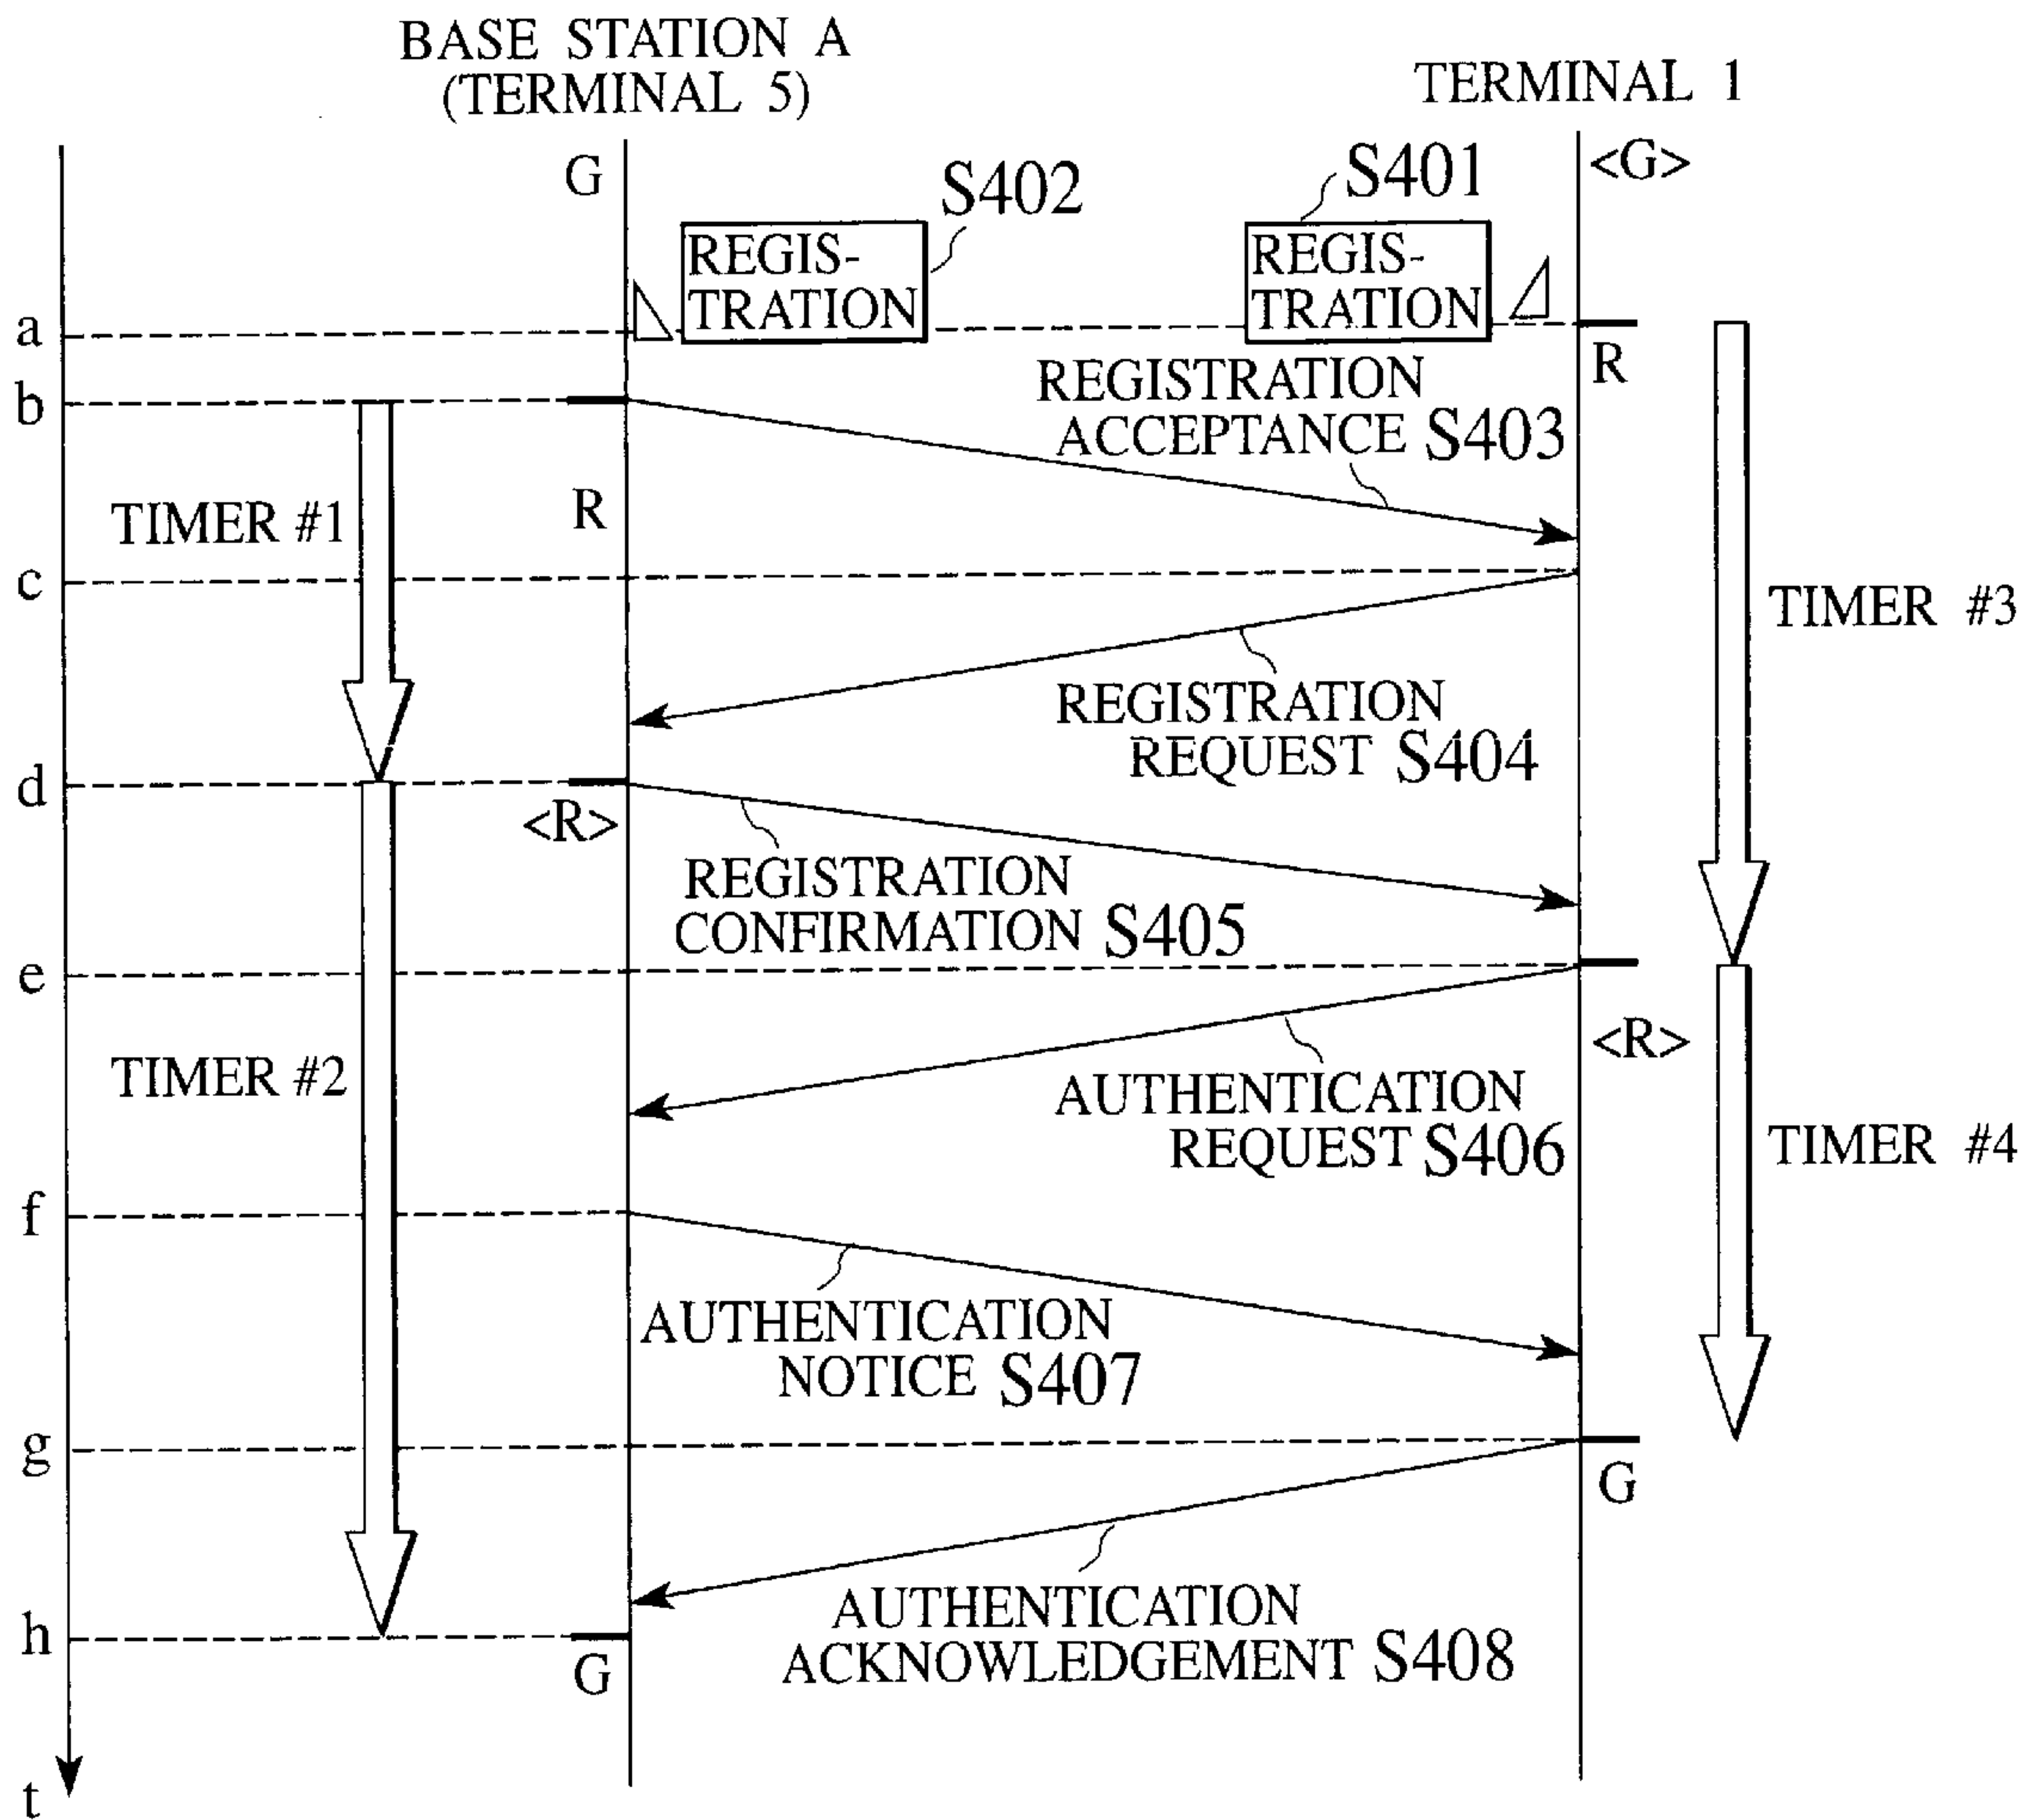 BASE STATION A
(TERMINAL 5)
TERMINAL 1
G
<G>
S402
S401
REGIS-
TRATION
REGIS-
TRATION
a
R
b
REGISTRATION
ACCEPTANCE S403
TIMER #1
R
c
TIMER #3
REGISTRATION
REQUEST S404
d
<R>
REGISTRATION
CONFIRMATION S405
e
<R>
TIMER #2
AUTHENTICATION
REQUEST S406
TIMER #4
f
AUTHENTICATION
NOTICE S407
g
G
AUTHENTICATION
ACKNOWLEDGEMENT S408
h
G
t